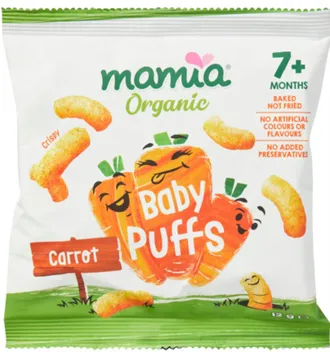 mamia
Organic
7+
MONTHS
BAKED
NOT FRIED
NO ARTIFICIAL
COLOURS OR
FLAVOURS
NO ADDED
PRESERVATIVES
crispy
Baby
Puffs
Carrot
12g